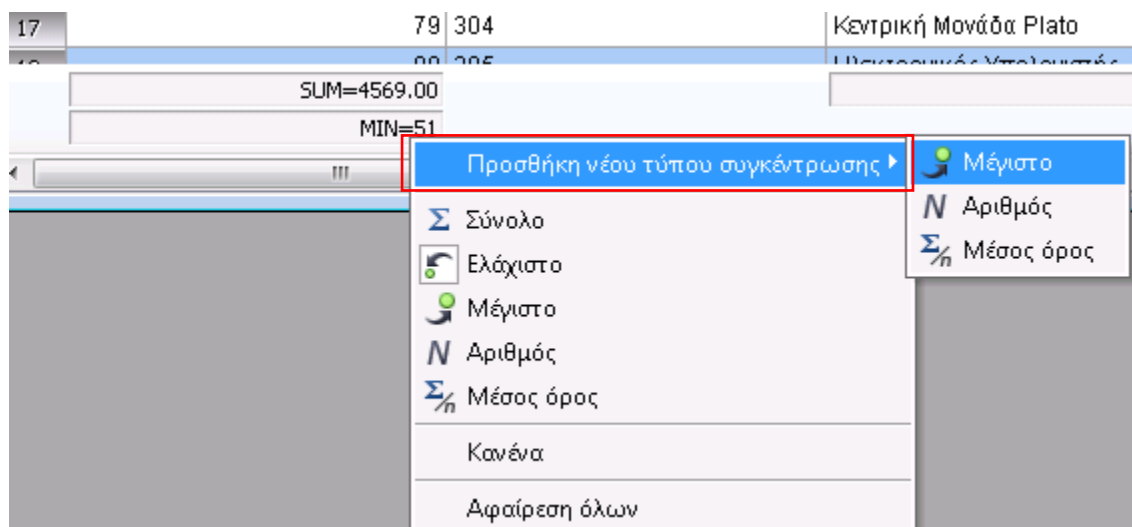 17 79 304 Κεντρική Μονάδα Plato
SUM=4569.00
MIN=51
Προσθήκη νέου τύπου συγκέντρωσης Μέγιστο
Σύνολο Αριθμός
Ελάχιστο Μέσος όρος
Μέγιστο
Αριθμός
Μέσος όρος
Κανένα
Αφαίρεση όλων